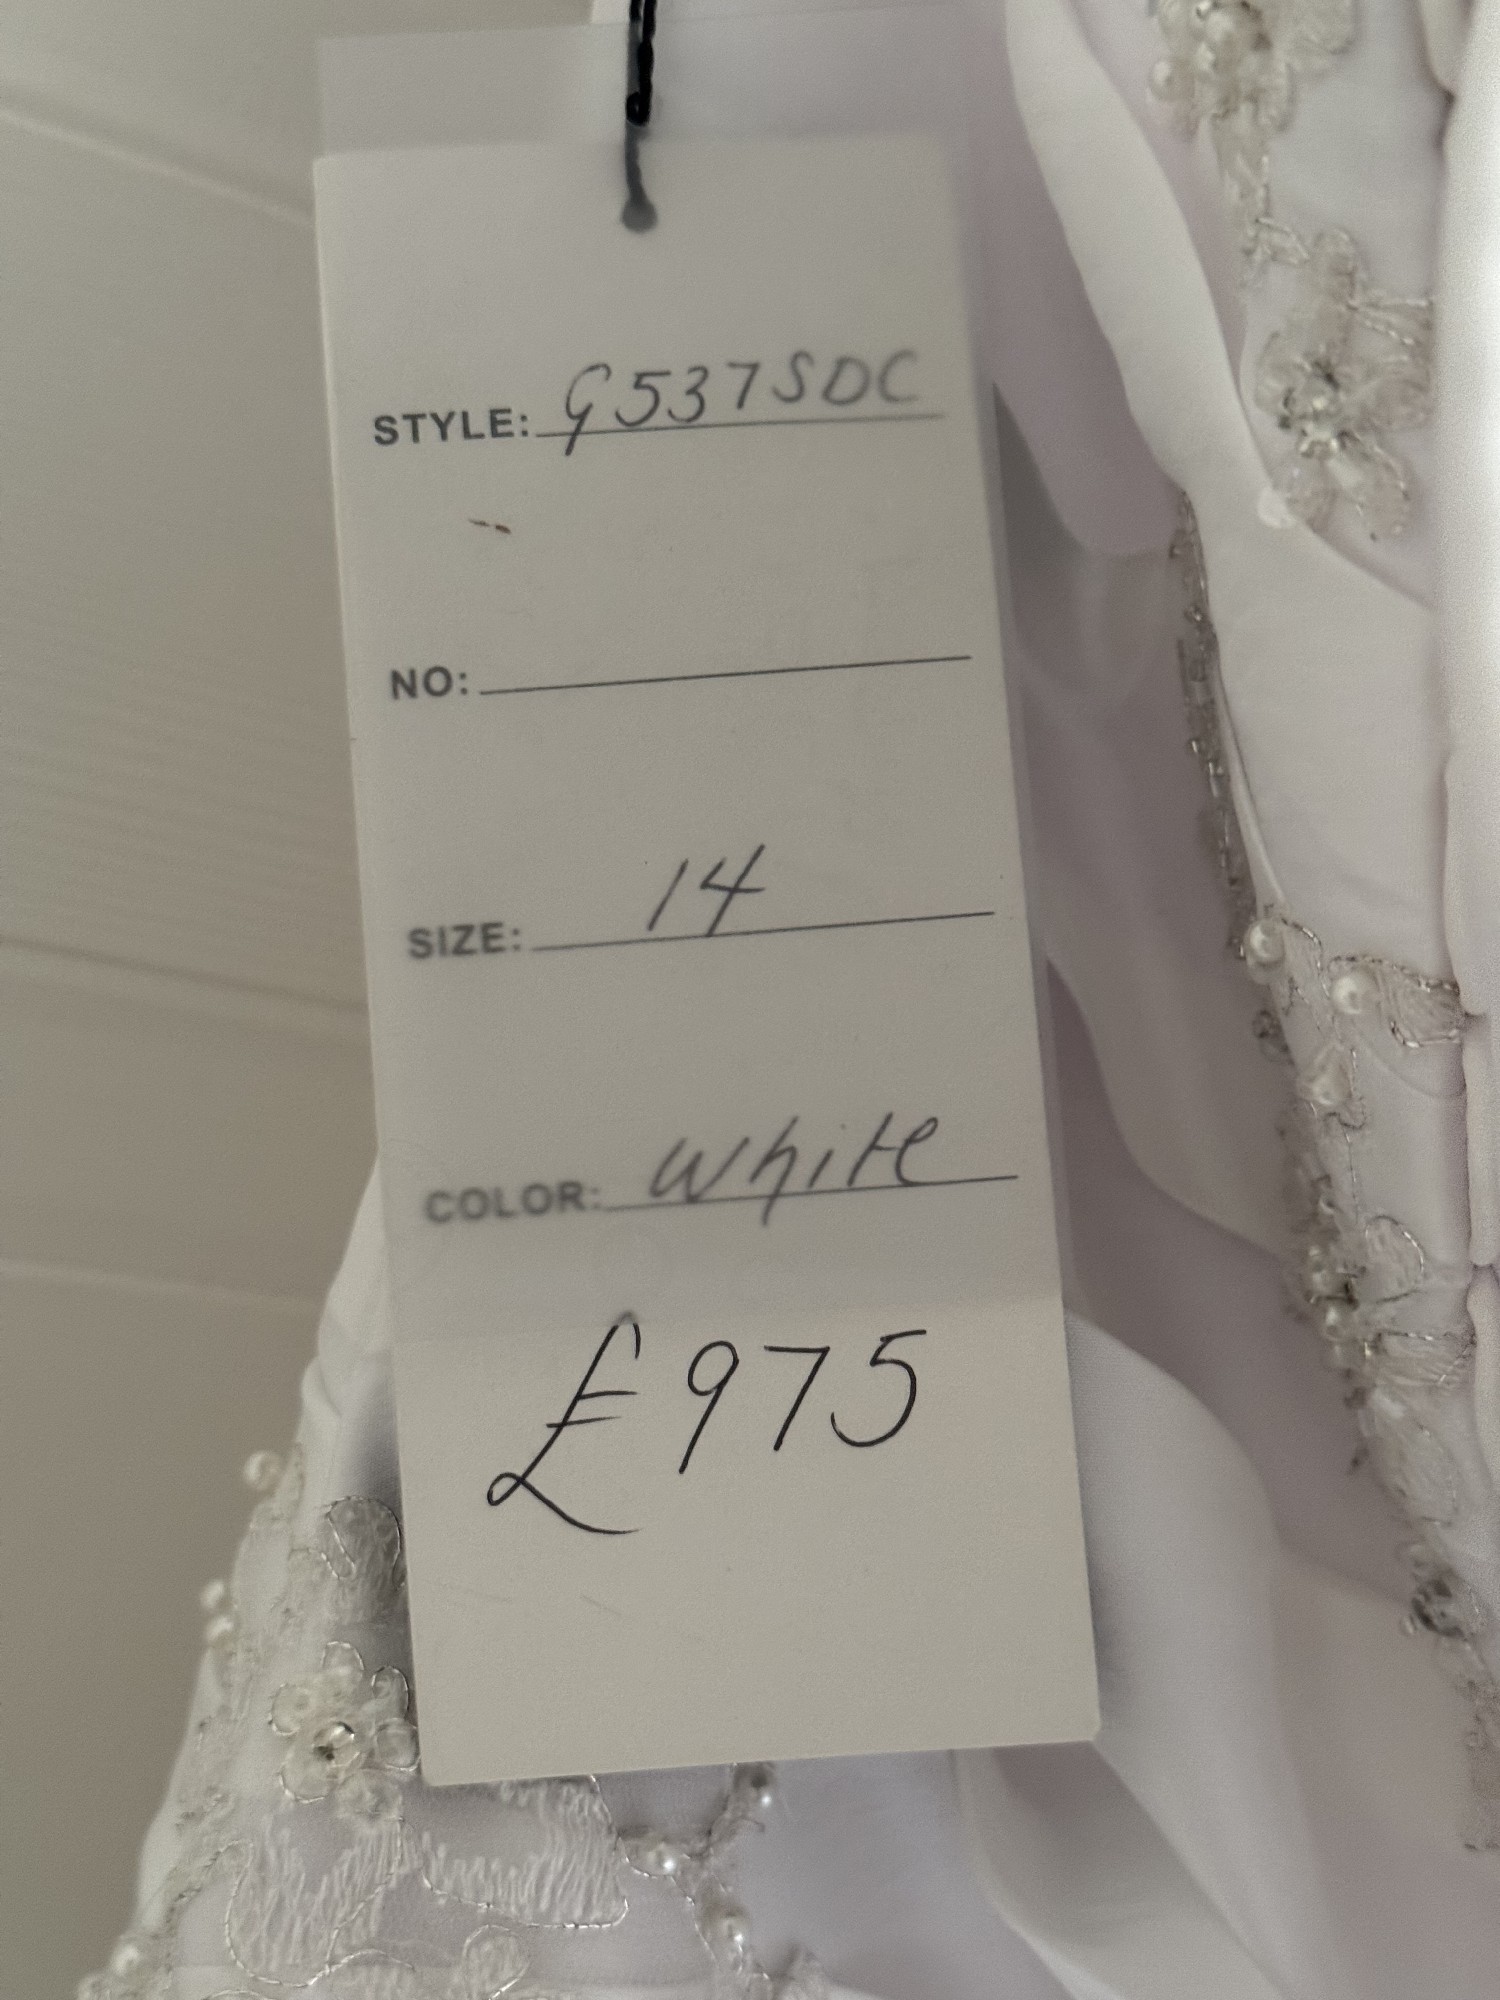 STYLE: G537SDC
NO:
SIZE: 14
COLOR: White
£975